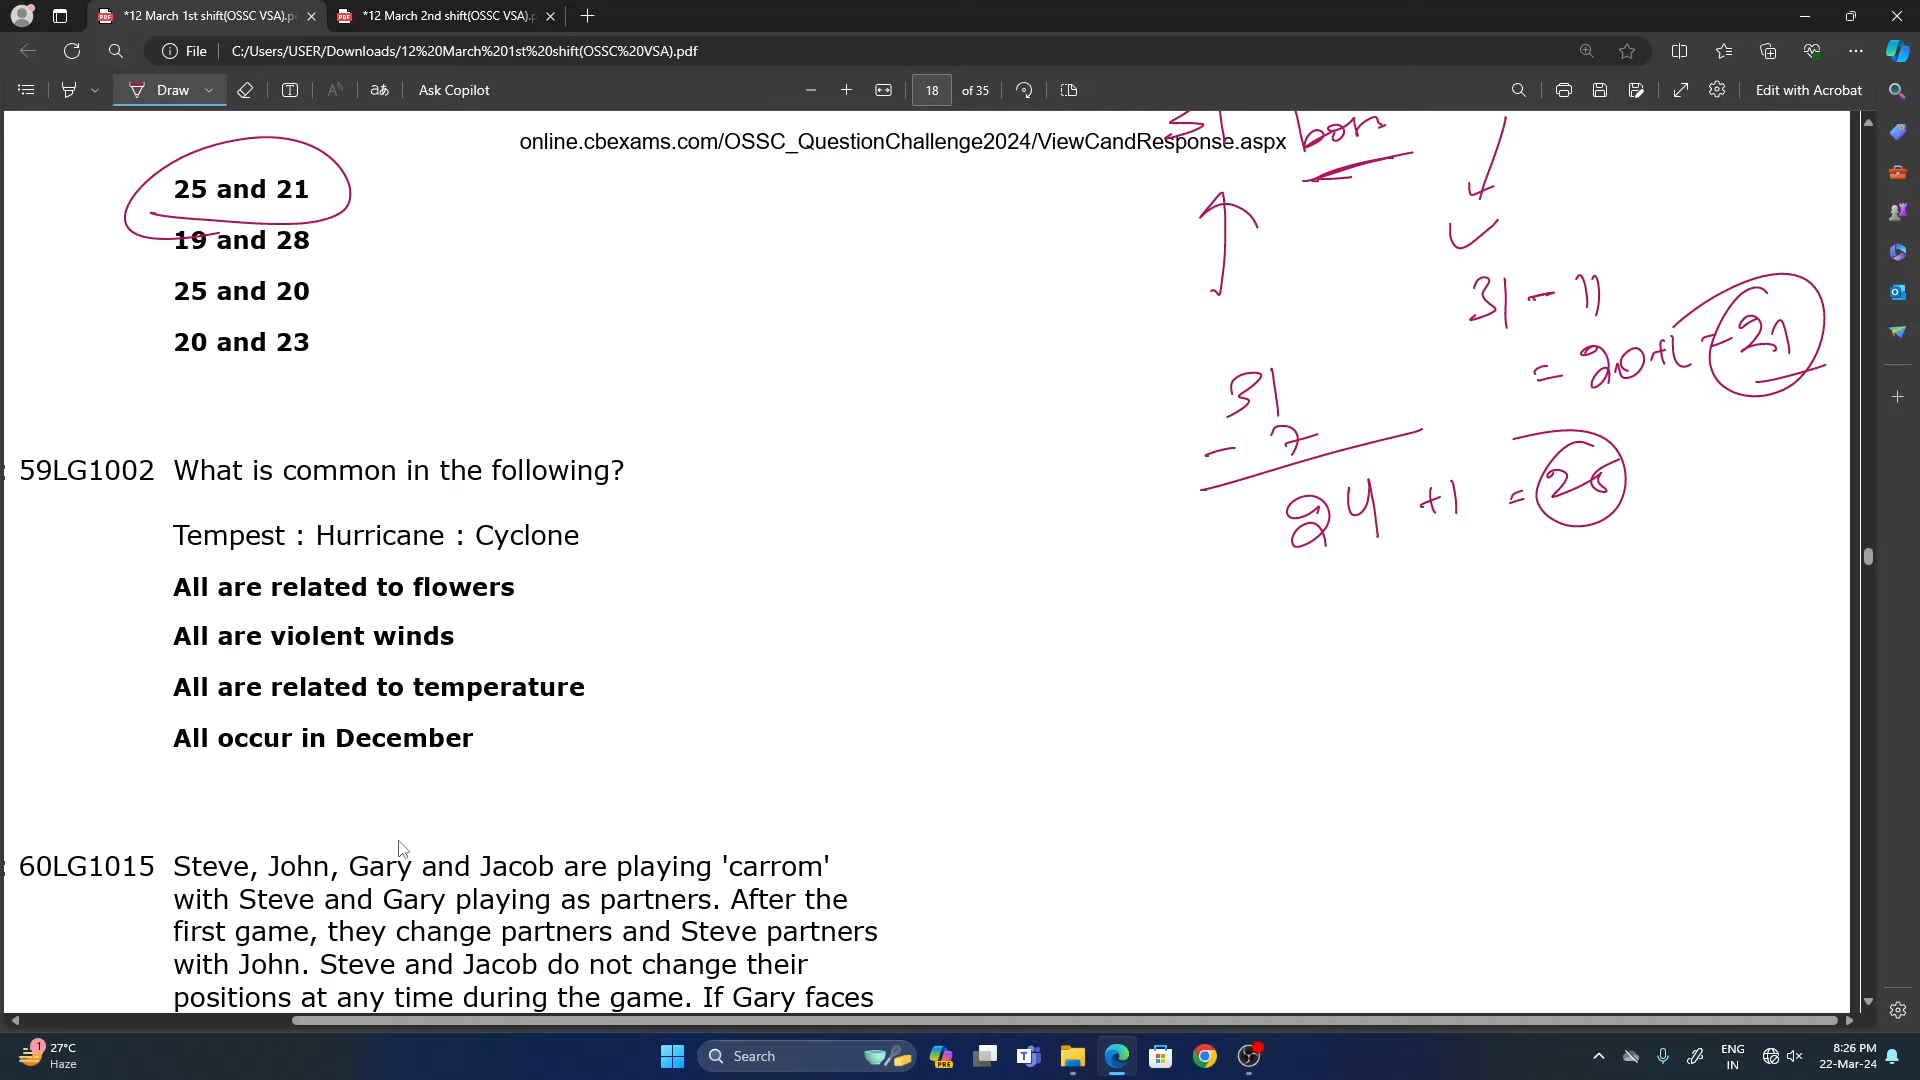 *12 March 1st shift(OSSC VSA).p
*12 March 2nd shift(OSSC VSA).p
File
C:/Users/USER/Downloads/12%20March%201st%20shift(OSSC%20VSA).pdf
Draw
aあ
Ask Copilot
18
of 35
Edit with Acrobat
online.cbexams.com/OSSC_QuestionChallenge2024/ViewCandResponse.aspx
31
25 and 21
19 and 28
25 and 20
20 and 23
31 - 11
= 20+1 = 21
31
- 7
24 + 1 = 25
59LG1002 What is common in the following?
Tempest : Hurricane : Cyclone
All are related to flowers
All are violent winds
All are related to temperature
All occur in December
60LG1015 Steve, John, Gary and Jacob are playing 'carrom'
with Steve and Gary playing as partners. After the
first game, they change partners and Steve partners
with John. Steve and Jacob do not change their
positions at any time during the game. If Gary faces
1
27°C
Haze
Search
PRE
ENG
IN
8:26 PM
22-Mar-24